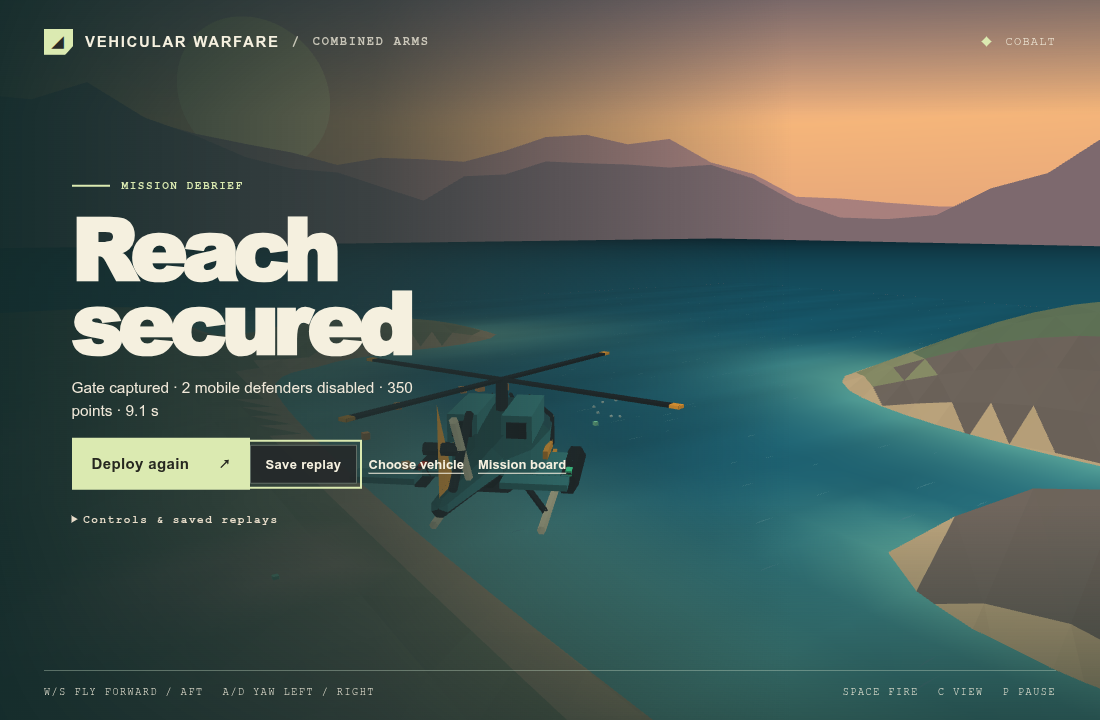 VEHICULAR WARFARE / COMBINED ARMS
COBALT
MISSION DEBRIEF
Reach
secured
Gate captured · 2 mobile defenders disabled · 350
points · 9.1 s
Deploy again ↗
Save replay
Choose vehicle
Mission board
Controls & saved replays
W/S FLY FORWARD / AFT A/D YAW LEFT / RIGHT
SPACE FIRE C VIEW P PAUSE